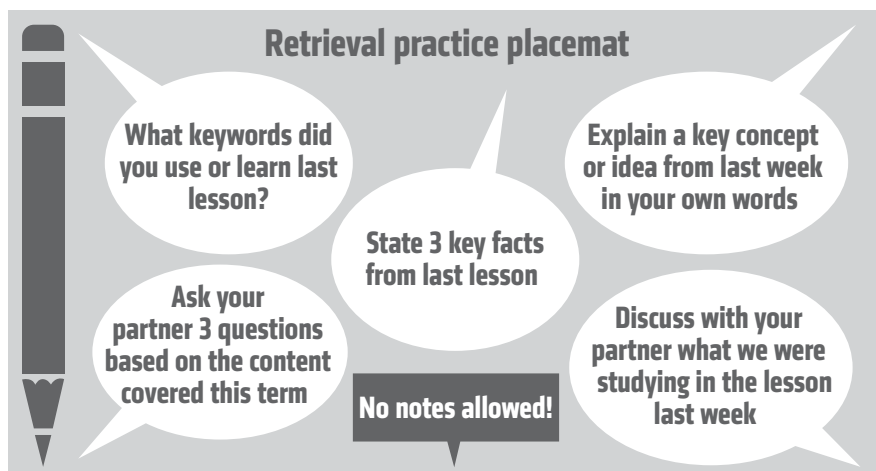 Retrieval practice placemat
What keywords did
you use or learn last
lesson?
Explain a key concept
or idea from last week
in your own words
State 3 key facts
from last lesson
Ask your
partner 3 questions
based on the content
covered this term
Discuss with your
partner what we were
studying in the lesson
last week
No notes allowed!